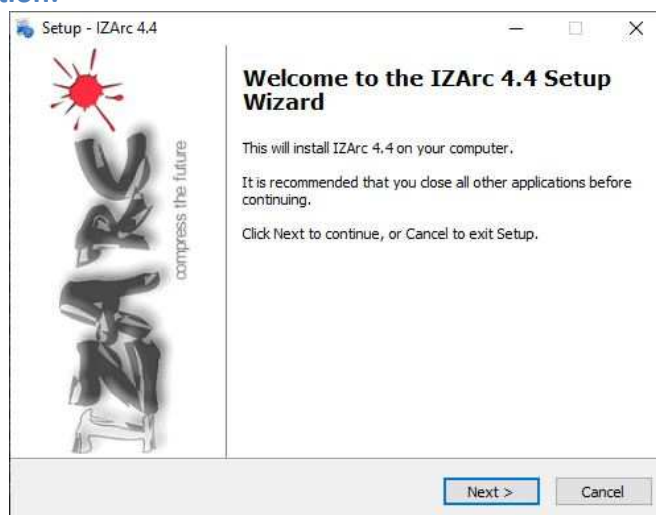 Setup - IZArc 4.4
IZARC
compress the future
Welcome to the IZArc 4.4 Setup
Wizard
This will install IZArc 4.4 on your computer.
It is recommended that you close all other applications before
continuing.
Click Next to continue, or Cancel to exit Setup.
Next >
Cancel